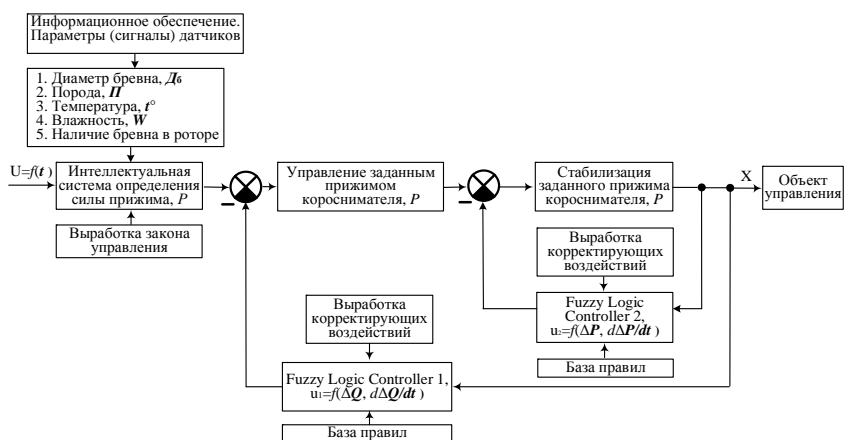 Информационное обеспечение.
Параметры (сигналы) датчиков
1. Диаметр бревна, Дб
2. Порода, П
3. Температура, t°
4. Влажность, W
5. Наличие бревна в роторе
U=f(t)
Интеллектуальная
система определения
силы прижима, P
Выработка закона
управления
Управление заданным
прижимом
короснимателя, P
Стабилизация
заданного прижима
короснимателя, P
X
Объект
управления
Выработка
корректирующих
воздействий
Fuzzy Logic
Controller 2,
u₂=f(ΔP, dΔP/dt )
База правил
Выработка
корректирующих
воздействий
Fuzzy Logic Controller 1,
u₁=f(ΔQ, dΔQ/dt )
База правил